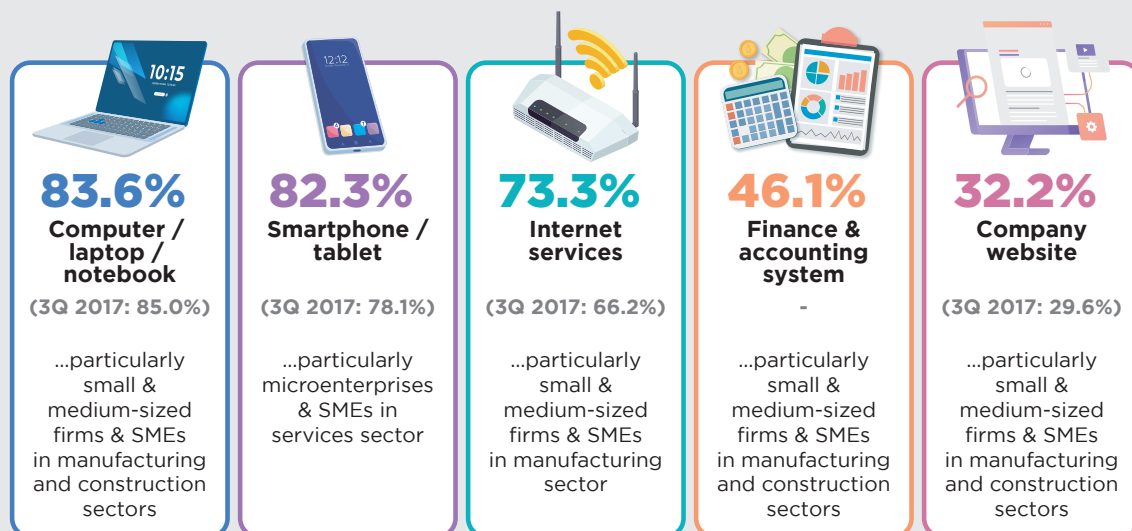 10:15
12:12
83.6%
Computer /
laptop /
notebook
(3Q 2017: 85.0%)
...particularly
small &
medium-sized
firms & SMEs
in manufacturing
and construction
sectors
82.3%
Smartphone /
tablet
(3Q 2017: 78.1%)
...particularly
microenterprises
& SMEs in
services sector
73.3%
Internet
services
(3Q 2017: 66.2%)
...particularly
small &
medium-sized
firms & SMEs
in manufacturing
sector
46.1%
Finance &
accounting
system
-
...particularly
small &
medium-sized
firms & SMEs
in manufacturing
and construction
sectors
32.2%
Company
website
(3Q 2017: 29.6%)
...particularly
small &
medium-sized
firms & SMEs
in manufacturing
and construction
sectors